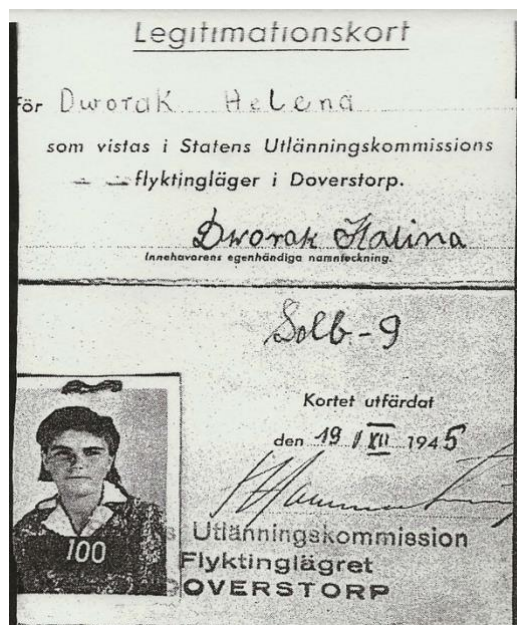 Legitimationskort
för Dworak Helena
som vistas i Statens Utlänningskommissions
flyktingläger i Doverstorp.
Dworak Halina
Innehavarens egenhändiga namnteckning.
Solb-9
Kortet utfärdat
den 19 / XII 1945
Utlänningskommission
Flyktinglägret
DOVERSTORP
100